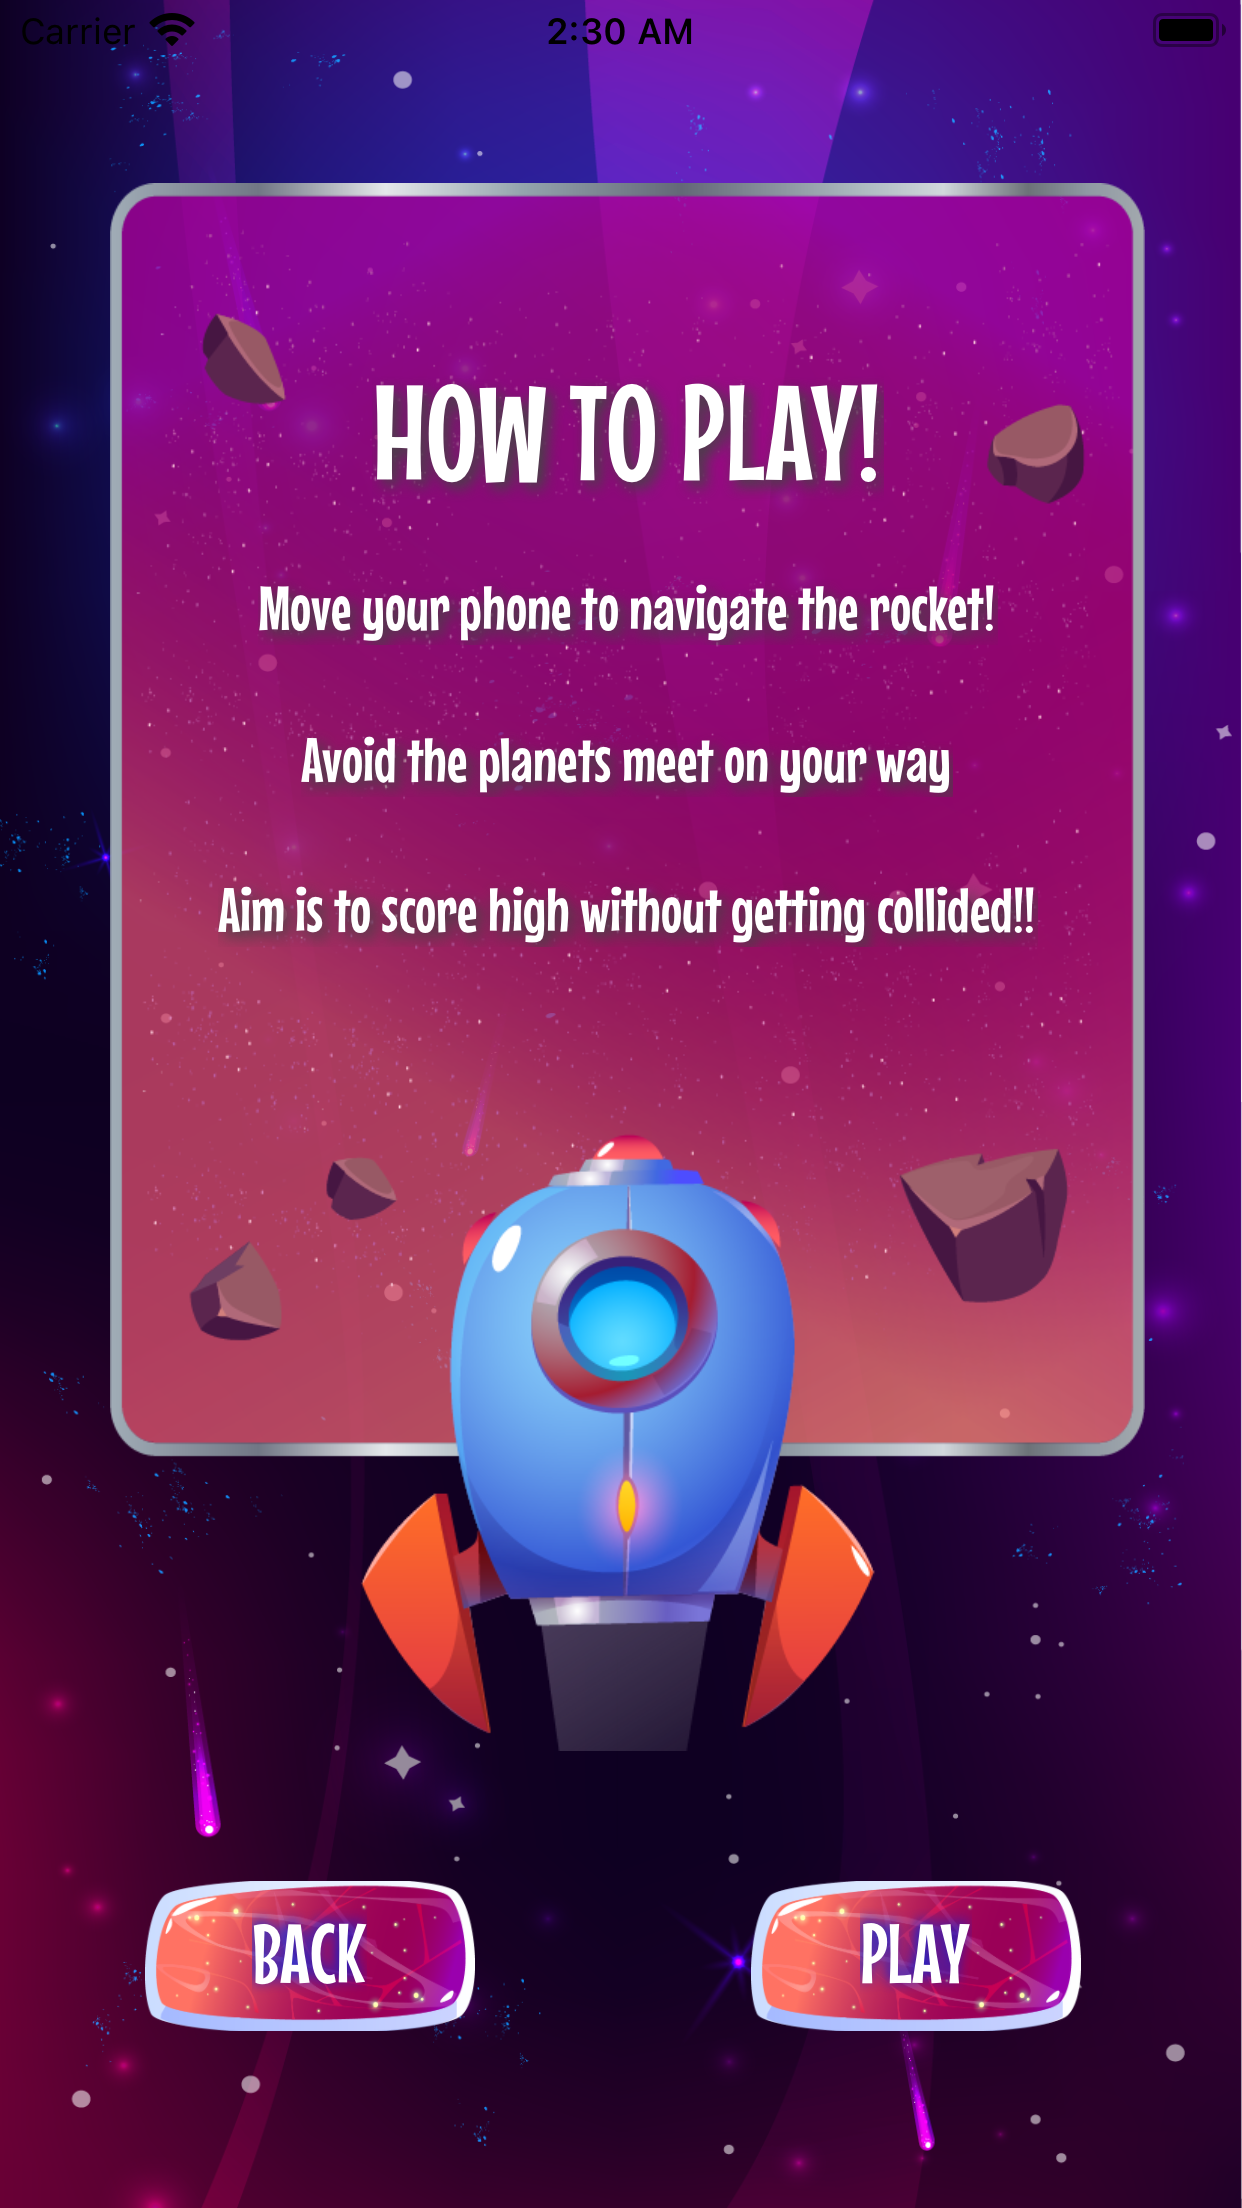 Carrier 2:30 AM
HOW TO PLAY!
Move your phone to navigate the rocket!
Avoid the planets meet on your way
Aim is to score high without getting collided!!
BACK PLAY